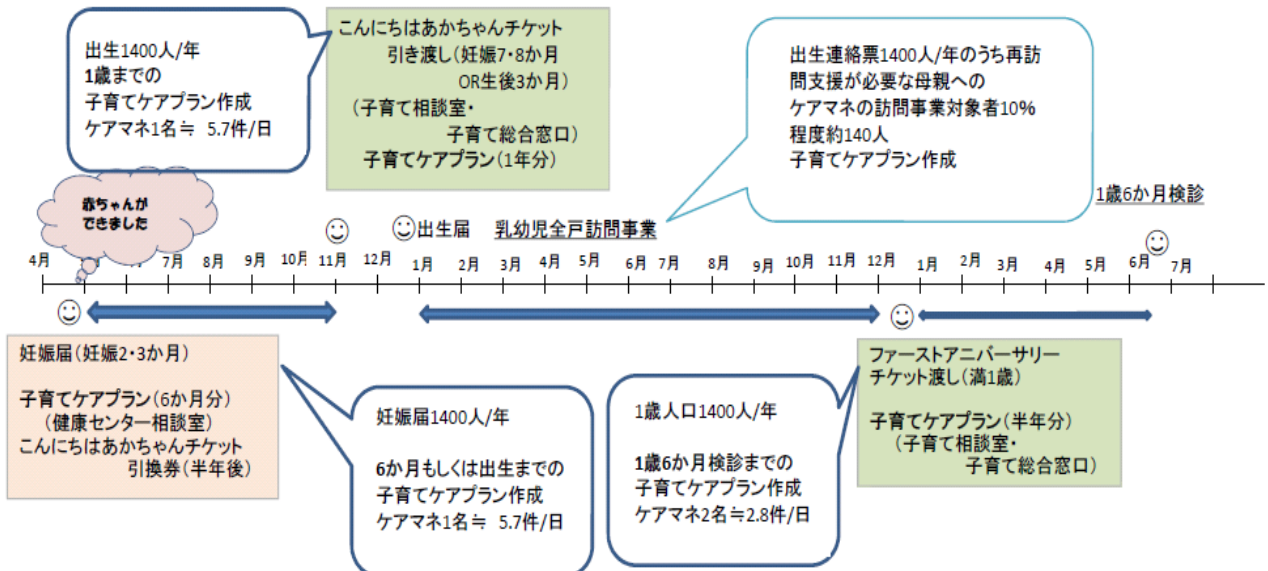 出生1400人/年
1歳までの
子育てケアプラン作成
ケアマネ1名≒ 5.7件/日
こんにちはあかちゃんチケット
引き渡し(妊娠7・8か月
OR生後3か月)
(子育て相談室・
子育て総合窓口)
子育てケアプラン(1年分)
出生連絡票1400人/年のうち再訪
問支援が必要な母親への
ケアマネの訪問事業対象者10%
程度約140人
子育てケアプラン作成
1歳6か月検診
赤ちゃんが
できました
出生届 乳幼児全戸訪問事業
4月 6月 7月 8月 9月 10月 11月 12月 1月 2月 3月 4月 5月 6月 7月 8月 9月 10月 11月 12月 1月 2月 3月 4月 5月 6月 7月
妊娠届(妊娠2・3か月)
子育てケアプラン(6か月分)
(健康センター相談室)
こんにちはあかちゃんチケット
引換券(半年後)
妊娠届1400人/年
6か月もしくは出生までの
子育てケアプラン作成
ケアマネ1名≒ 5.7件/日
1歳人口1400人/年
1歳6か月検診までの
子育てケアプラン作成
ケアマネ2名≒2.8件/日
ファーストアニバーサリー
チケット渡し(満1歳)
子育てケアプラン(半年分)
(子育て相談室・
子育て総合窓口)